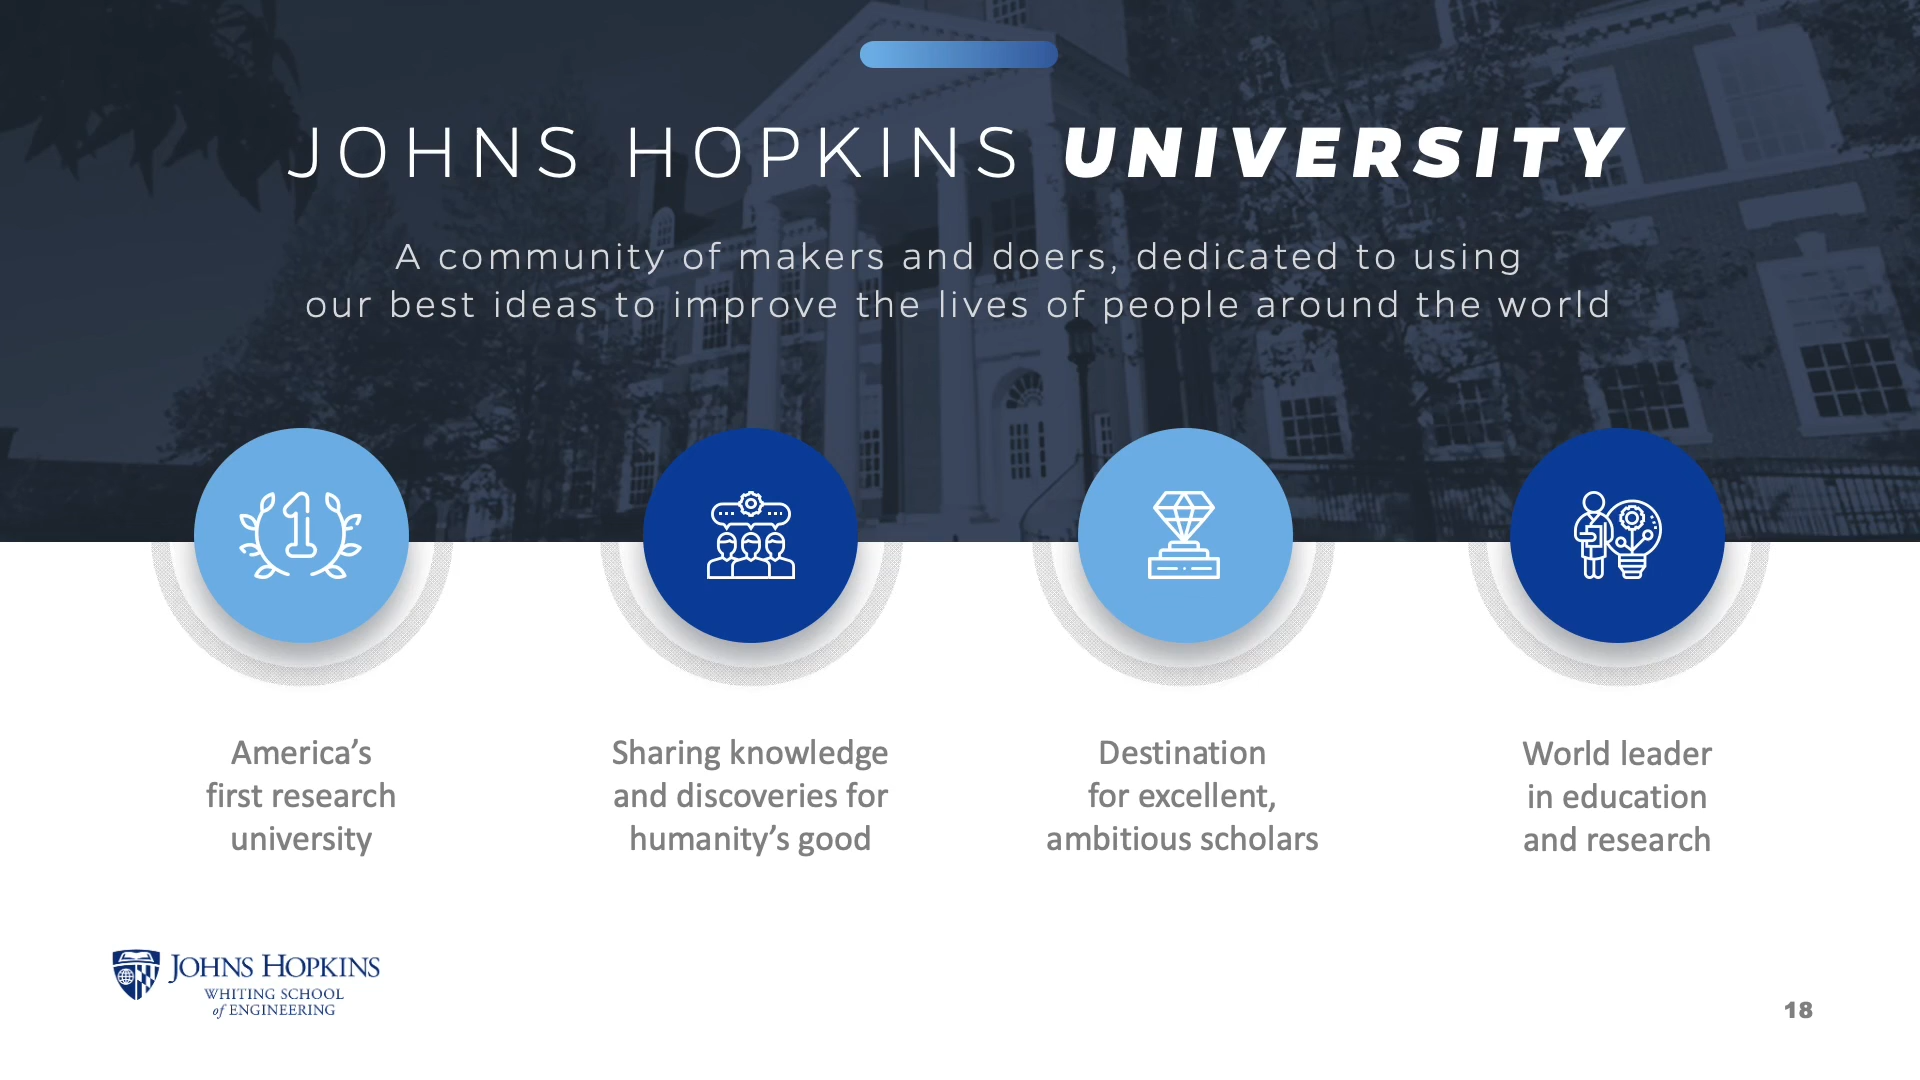 JOHNS HOPKINS UNIVERSITY
A community of makers and doers, dedicated to using
our best ideas to improve the lives of people around the world
1
America’s
first research
university
Sharing knowledge
and discoveries for
humanity’s good
Destination
for excellent,
ambitious scholars
World leader
in education
and research
JOHNS HOPKINS
WHITING SCHOOL
of ENGINEERING
18